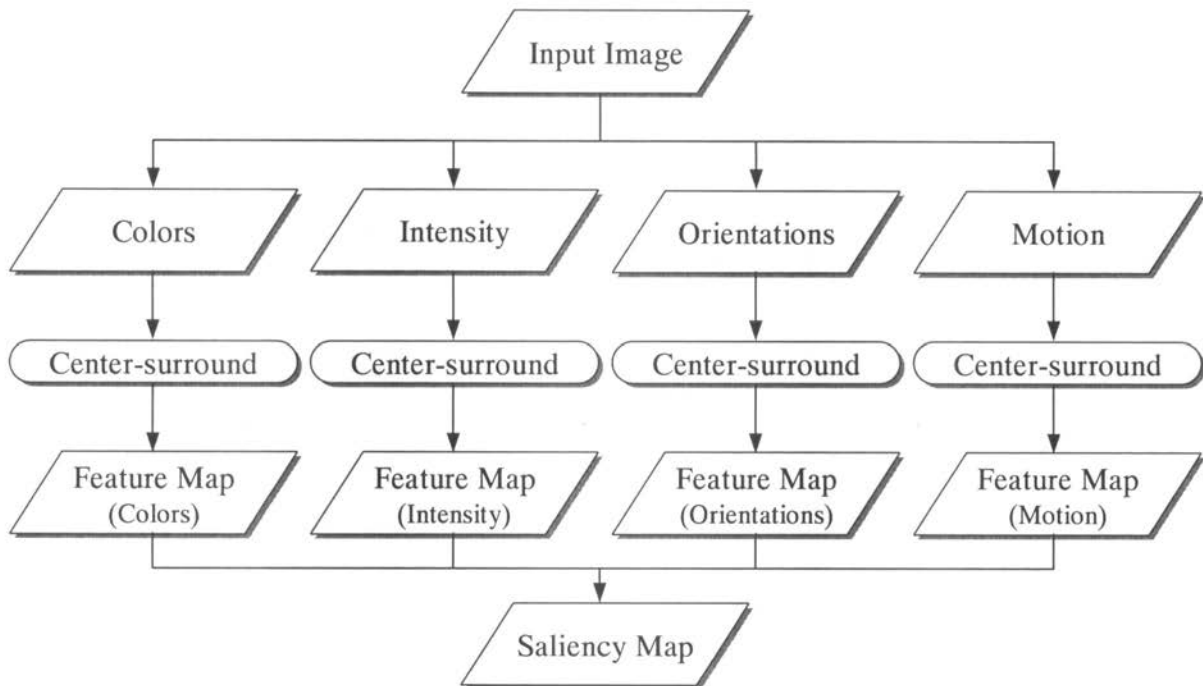 Input Image
Colors
Intensity
Orientations
Motion
Center-surround
Center-surround
Center-surround
Center-surround
Feature Map
(Colors)
Feature Map
(Intensity)
Feature Map
(Orientations)
Feature Map
(Motion)
Saliency Map